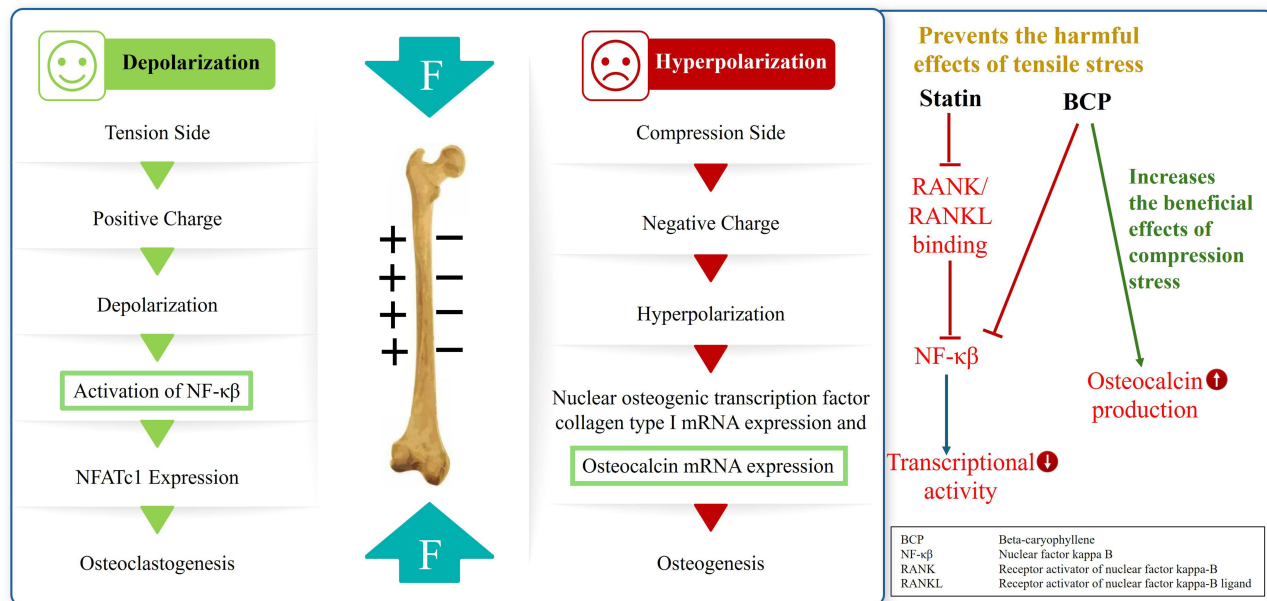 Depolarization
Tension Side
Positive Charge
Depolarization
Activation of NF-κβ
NFATc1 Expression
Osteoclastogenesis
F
+ −
+ −
+ −
+ −
F
Hyperpolarization
Compression Side
Negative Charge
Hyperpolarization
Nuclear osteogenic transcription factor
collagen type I mRNA expression and
Osteocalcin mRNA expression
Osteogenesis
Prevents the harmful
effects of tensile stress
Statin
BCP
RANK/
RANKL
binding
Increases
the beneficial
effects of
compression
stress
NF-κβ
Osteocalcin
production
Transcriptional
activity
BCP Beta-caryophyllene
NF-κβ Nuclear factor kappa B
RANK Receptor activator of nuclear factor kappa-B
RANKL Receptor activator of nuclear factor kappa-B ligand